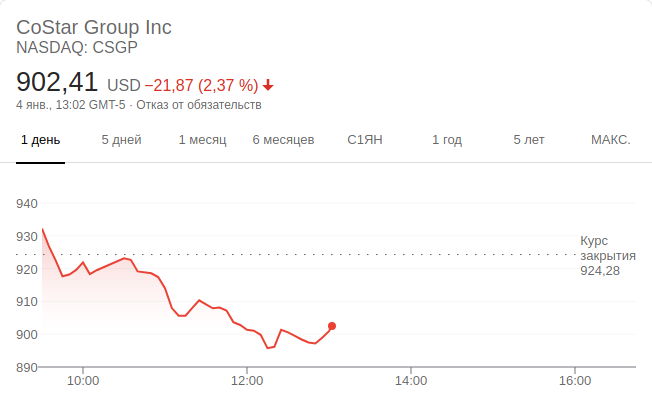 CoStar Group Inc
NASDAQ: CSGP
902,41 USD −21,87 (2,37 %)
4 янв., 13:02 GMT-5 · Отказ от обязательств
1 день 5 дней 1 месяц 6 месяцев С1ЯН 1 год 5 лет МАКС.
940
930
Курс
закрытия
924,28
920
910
900
890
10:00 12:00 14:00 16:00